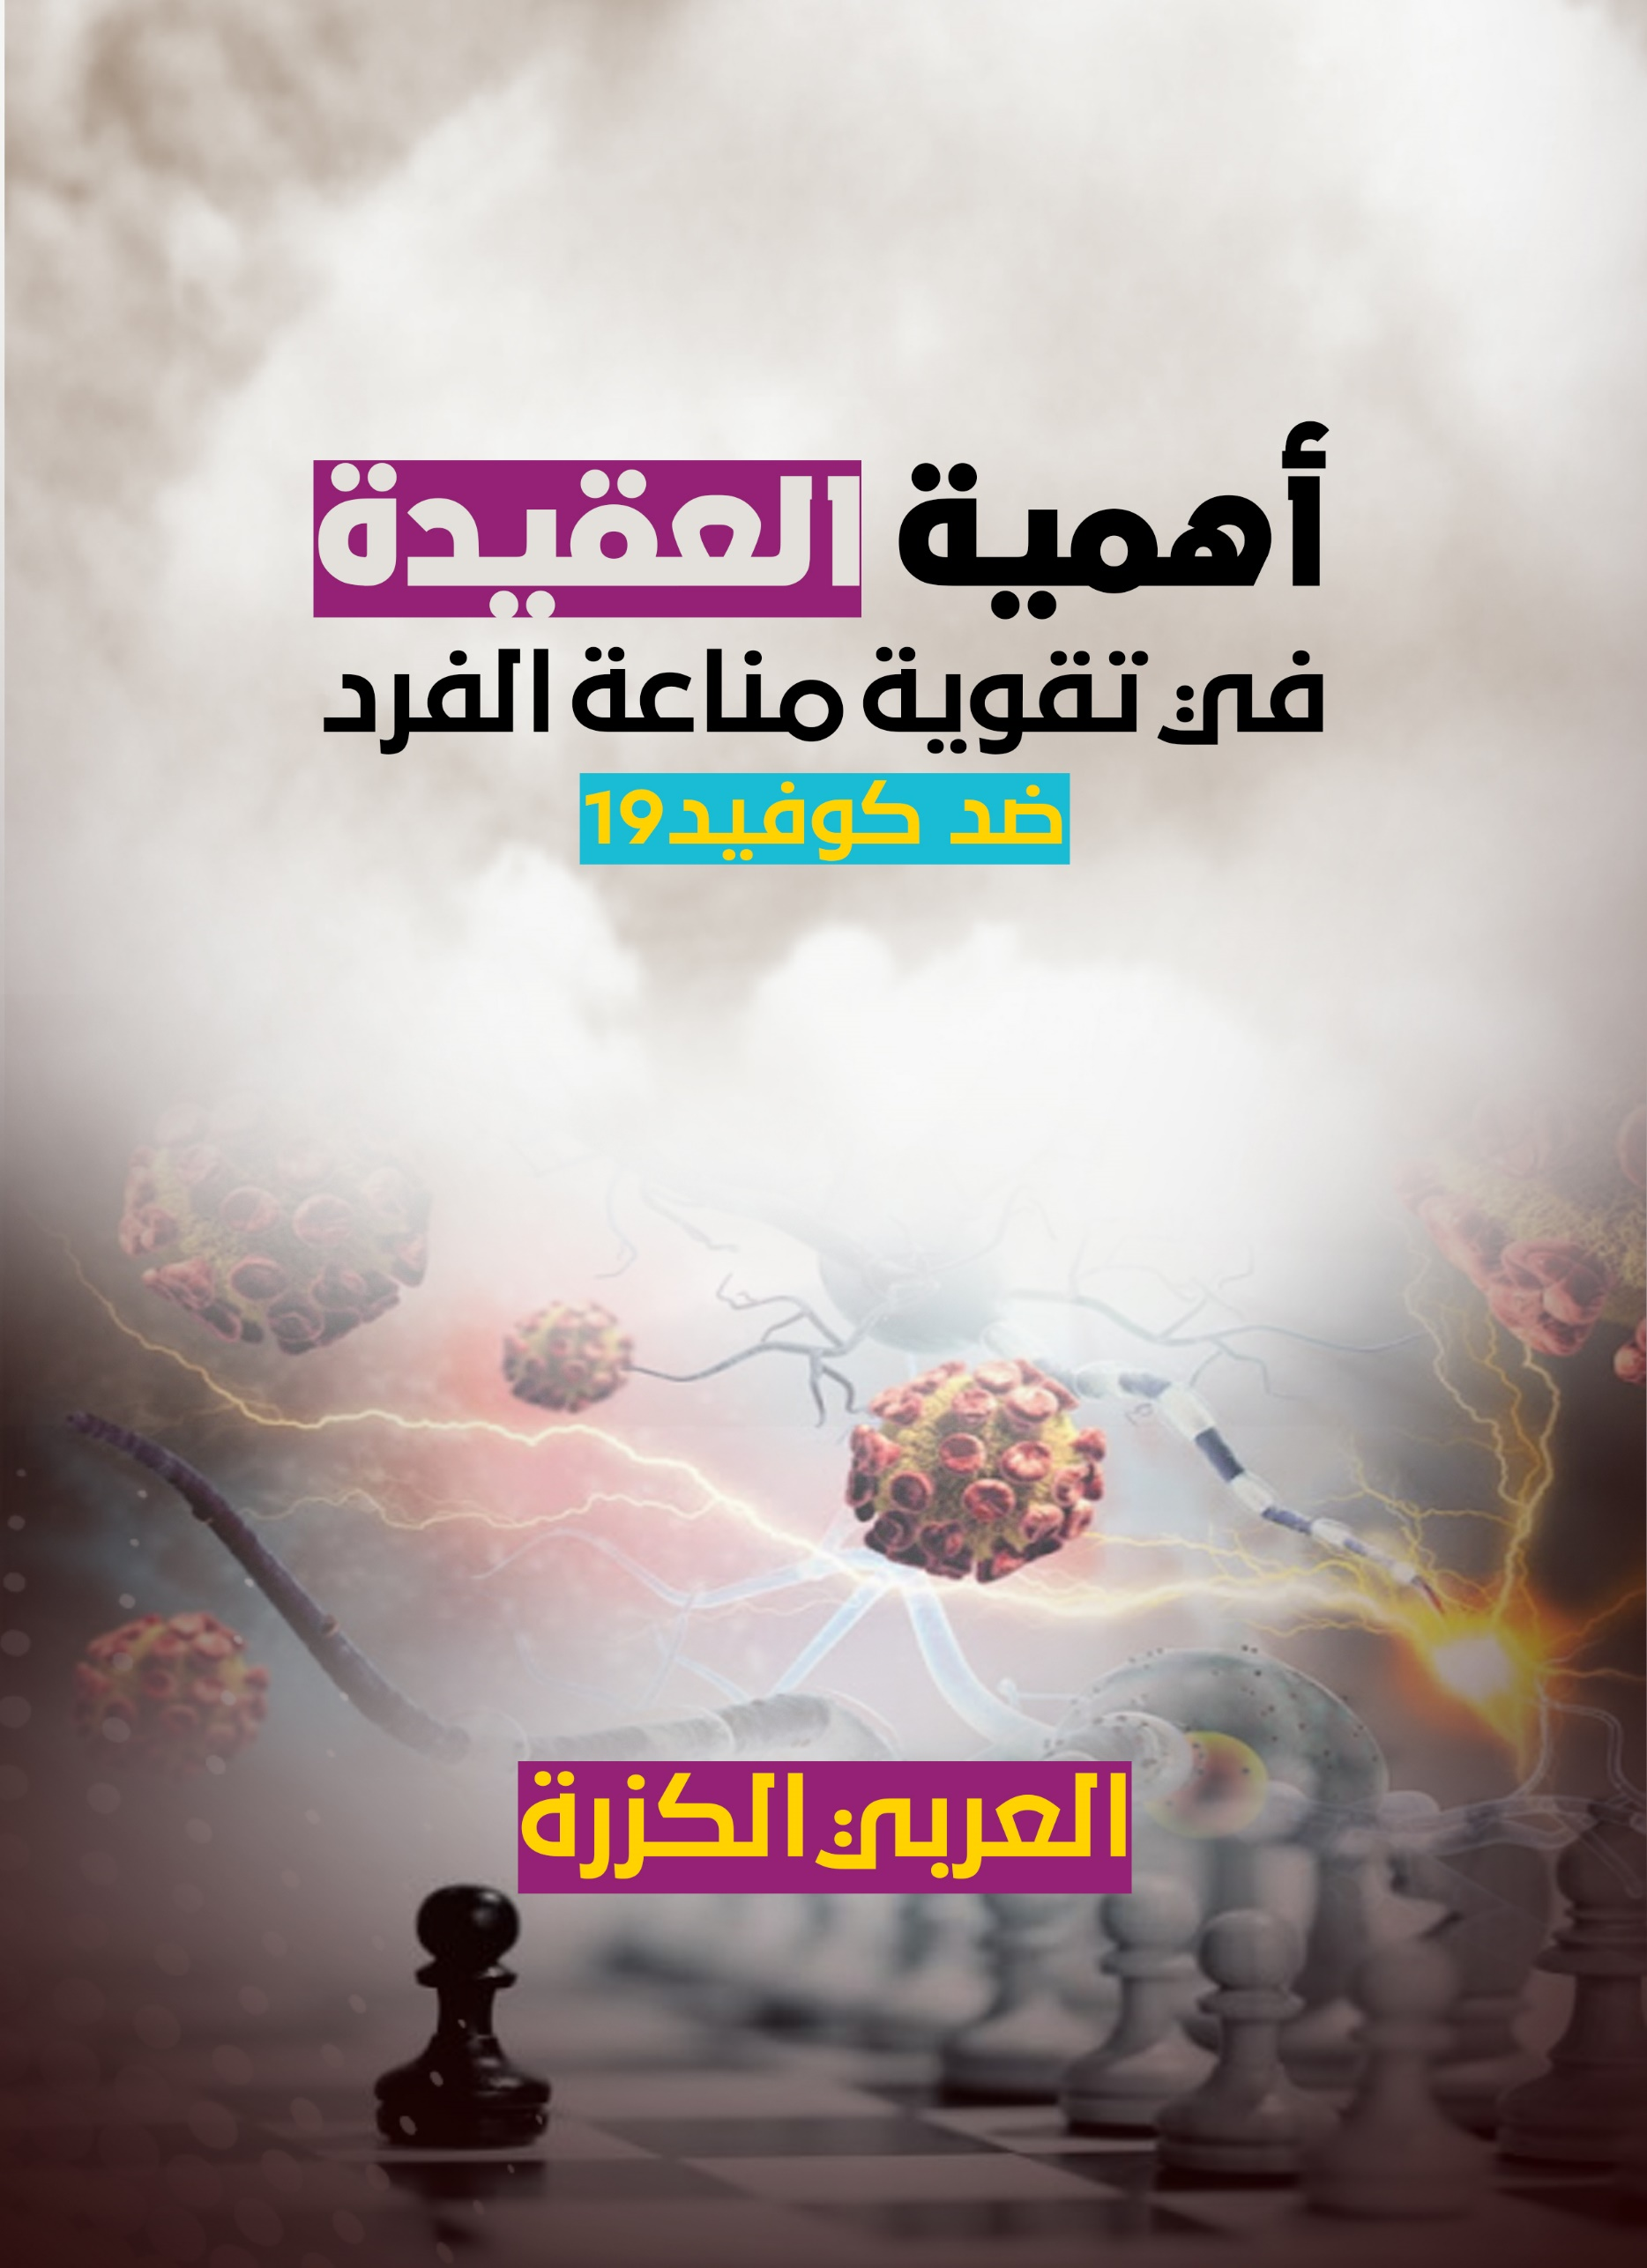 أهمية العقيدة
في تقوية مناعة الفرد
ضد كوفيد19
العربي الكزرة